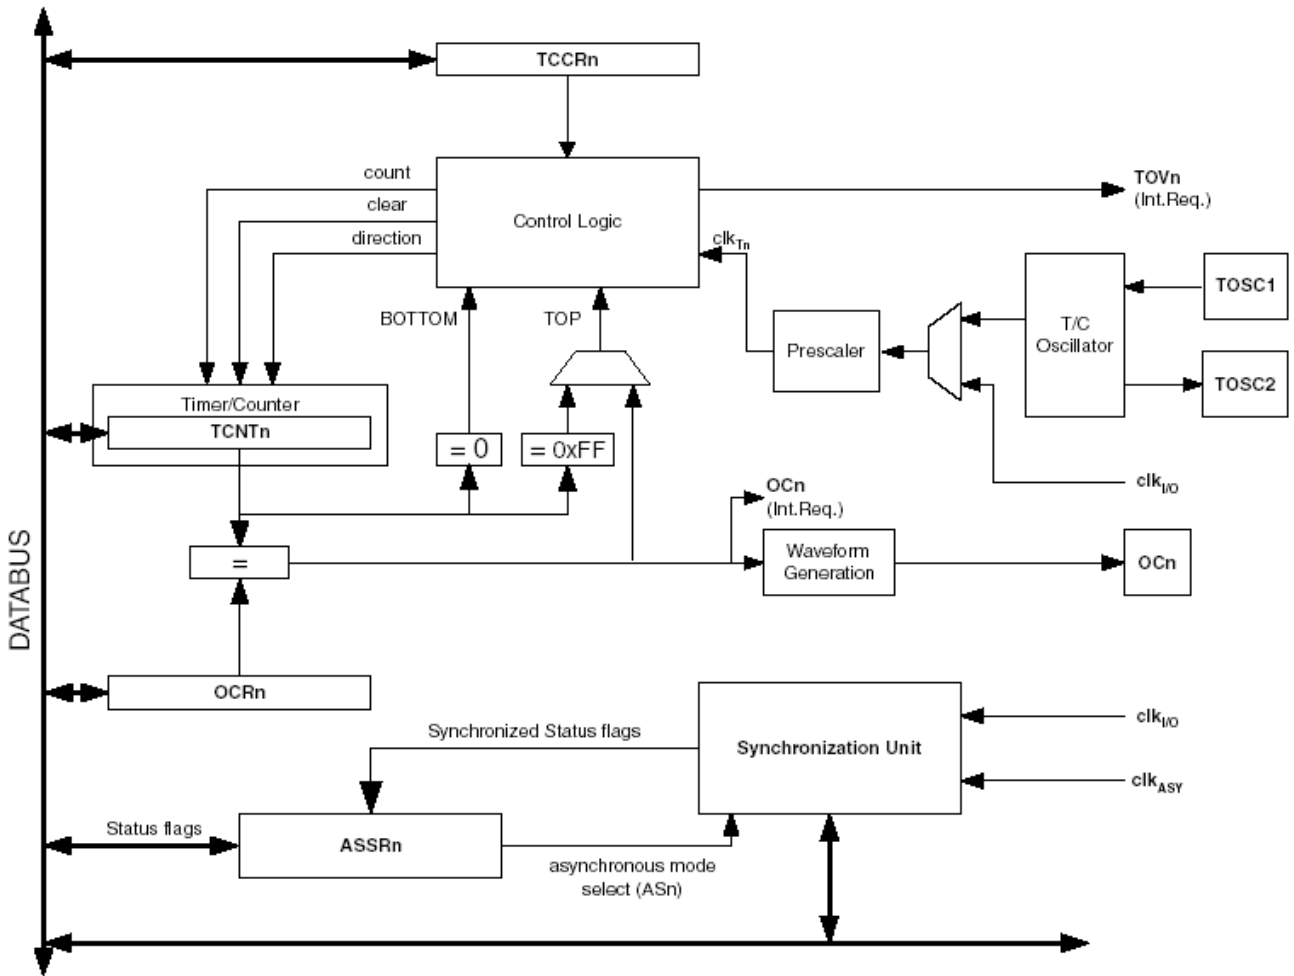 TCCRn
count
clear
direction
Control Logic
TOVn
(Int.Req.)
clkTn
BOTTOM
TOP
TOSC1
T/C
Oscillator
Prescaler
TOSC2
Timer/Counter
TCNTn
= 0
= 0xFF
clkI/O
OCn
(Int.Req.)
=
Waveform
Generation
OCn
DATABUS
OCRn
Synchronized Status flags
Synchronization Unit
clkI/O
clkASY
Status flags
ASSRn
asynchronous mode
select (ASn)